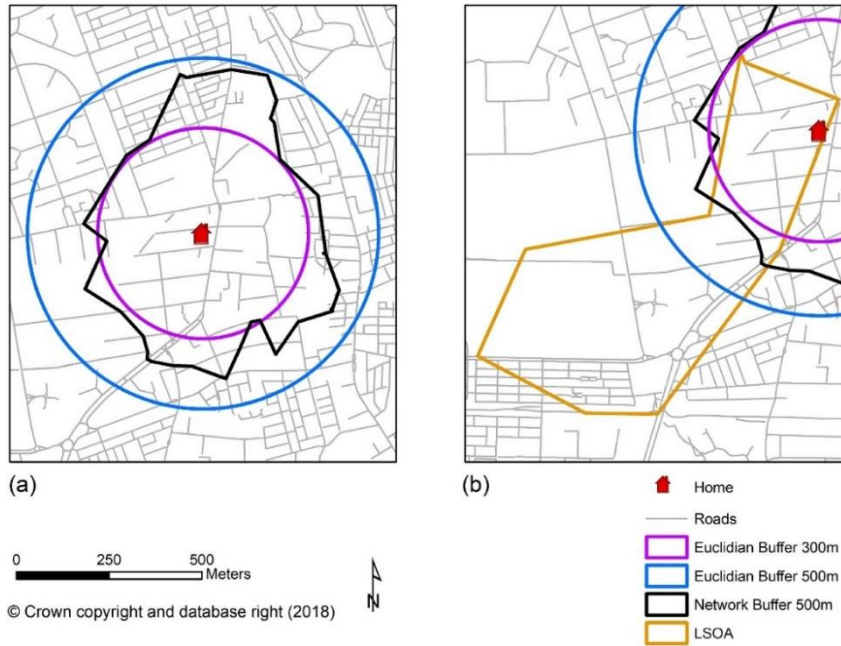 (a)
(b)
Home
Roads
Euclidian Buffer 300m
Euclidian Buffer 500m
Network Buffer 500m
LSOA
0 250 500
Meters
N
© Crown copyright and database right (2018)